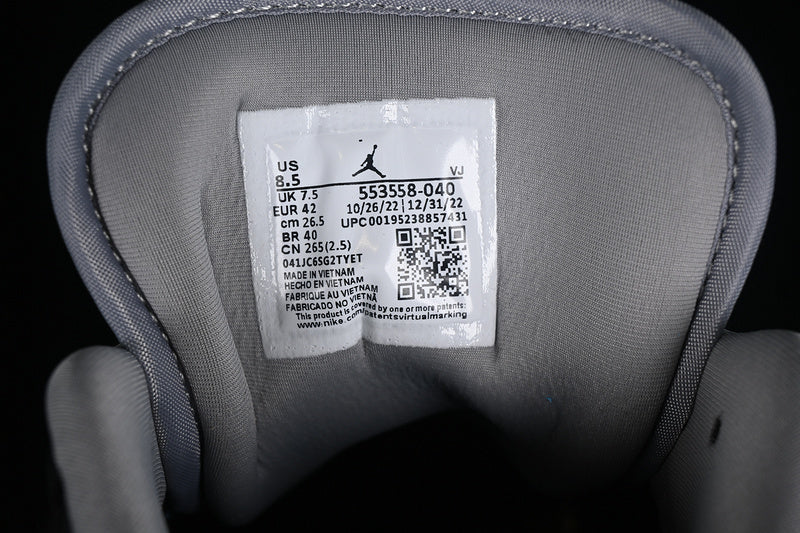 US
8.5 VJ
UK 7.5 553558-040
EUR 42 10/26/22 | 12/31/22
cm 26.5 UPC00195238857431
BR 40
CN 265(2.5)
041JC6SG2TYET
MADE IN VIETNAM
HECHO EN VIETNAM
FABRIQUE AU VIETNAM
FABRICADO NO VIETNÃ
This product is covered by one or more patents:
www.nike.com/patentsvirtualmarking